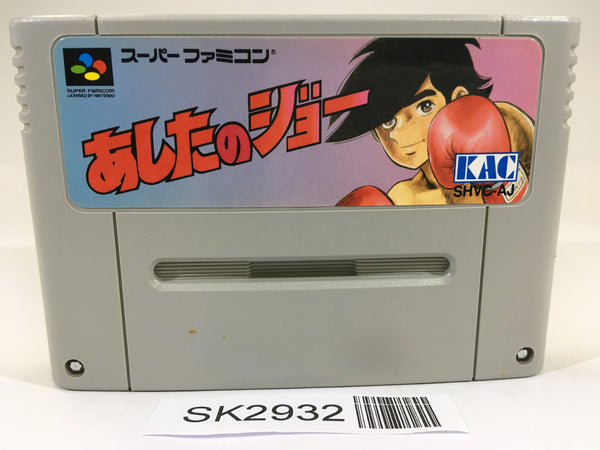 スーパーファミコン®
SUPER FAMICOM
LICENSED BY NINTENDO
あしたのジョー
KAC
SHVC-AJ
SK2932